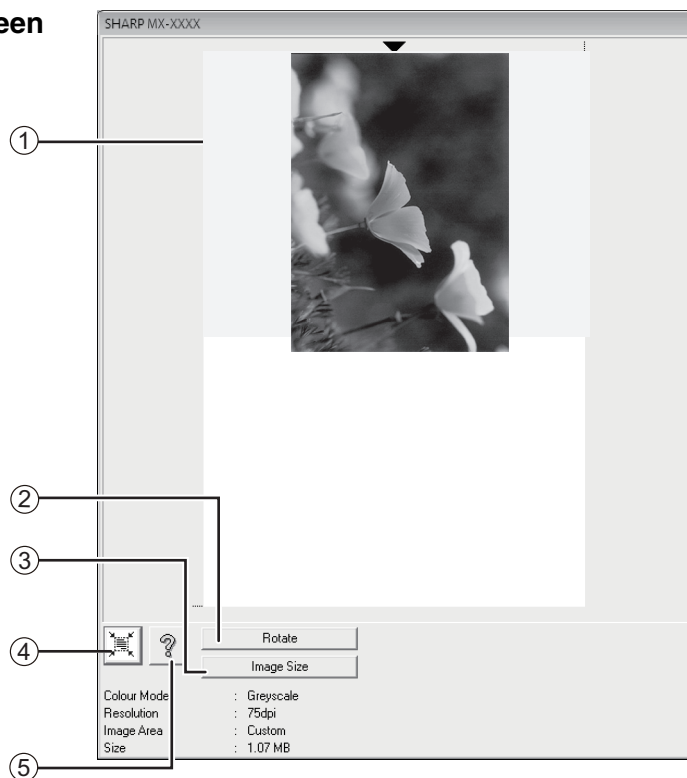 een
SHARP MX-XXXX
1
2
Rotate
3
Image Size
4
5
Colour Mode : Greyscale
Resolution : 75dpi
Image Area : Custom
Size : 1.07 MB